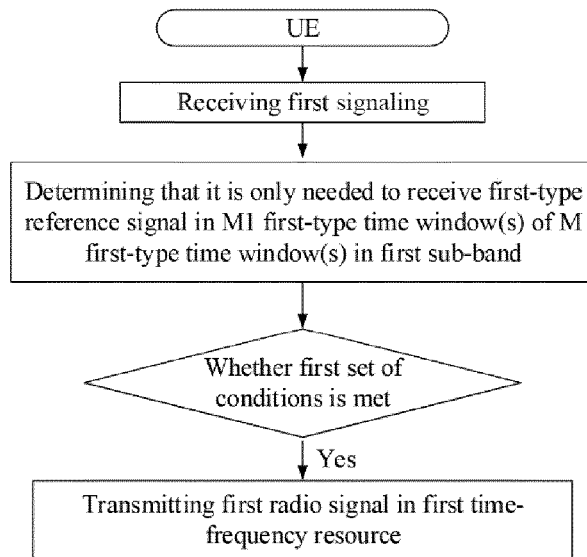 UE
Receiving first signaling
Determining that it is only needed to receive first-type
reference signal in M1 first-type time window(s) of M
first-type time window(s) in first sub-band
Whether first set of
conditions is met
Yes
Transmitting first radio signal in first time-
frequency resource